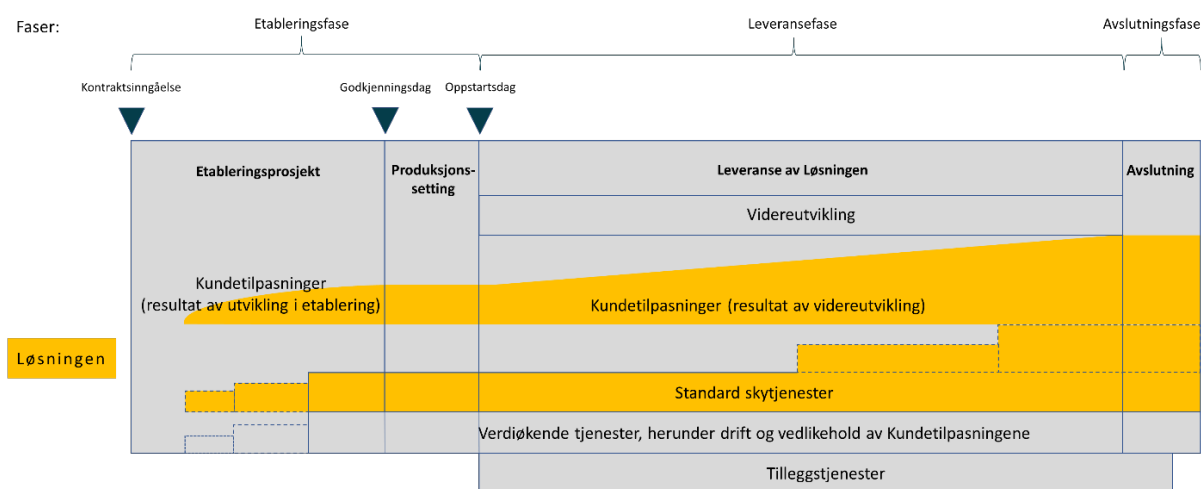 Faser:
Etableringsfase
Leveransefase
Avslutningsfase
Kontraktsinngåelse
Godkjenningsdag
Oppstartsdag
Etableringsprosjekt
Produksjons-
setting
Leveranse av Løsningen
Avslutning
Videreutvikling
Kundetilpasninger
(resultat av utvikling i etablering)
Kundetilpasninger (resultat av videreutvikling)
Løsningen
Standard skytjenester
Verdiøkende tjenester, herunder drift og vedlikehold av Kundetilpasningene
Tilleggstjenester